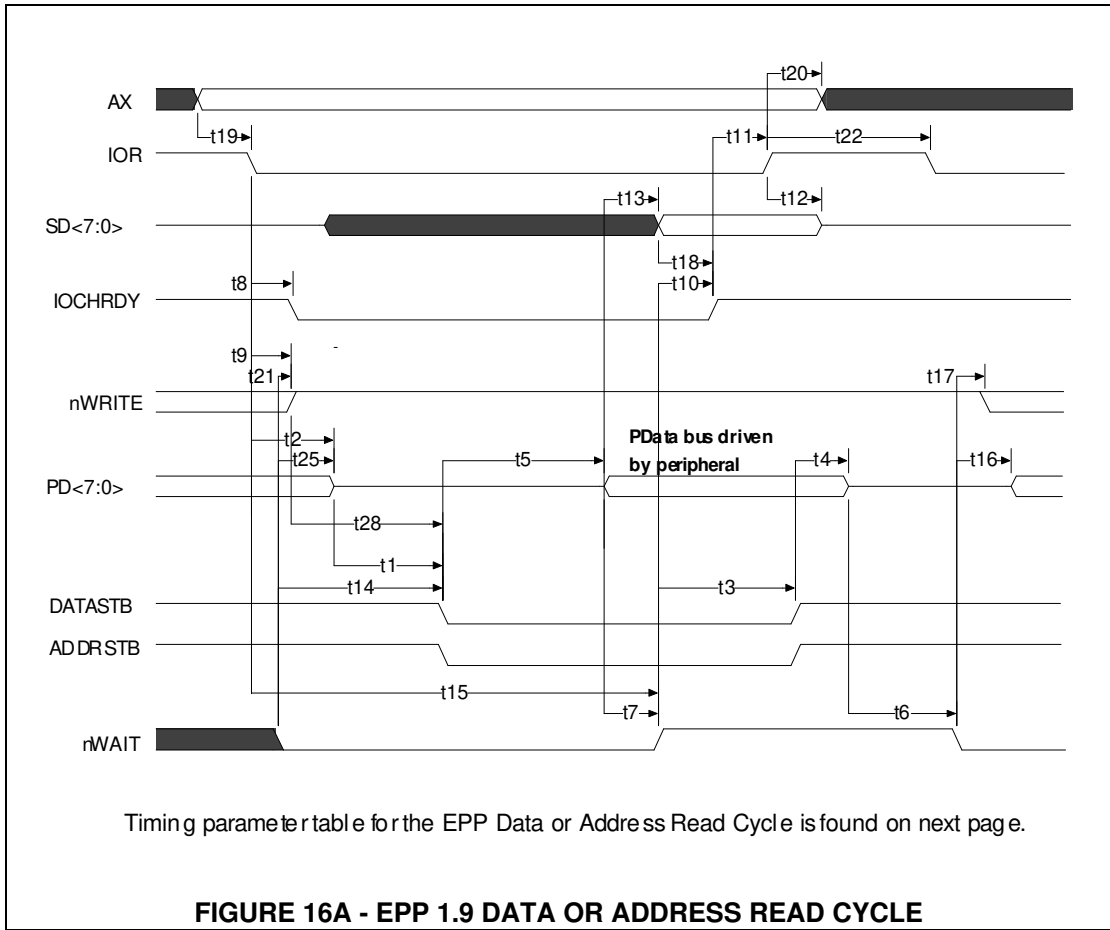 t20
AX
t19
t11
t22
IOR
t13
t12
SD<7:0>
t18
t8
t10
IOCHRDY
t9
t21
t17
nWRITE
t2
PData bus driven
t25
t5
by peripheral
t4
t16
PD<7:0>
t28
t1
t14
t3
DATASTB
ADDRSTB
t15
t7
t6
nWAIT
Timing parameter table for the EPP Data or Address Read Cycle is found on next page.
FIGURE 16A - EPP 1.9 DATA OR ADDRESS READ CYCLE